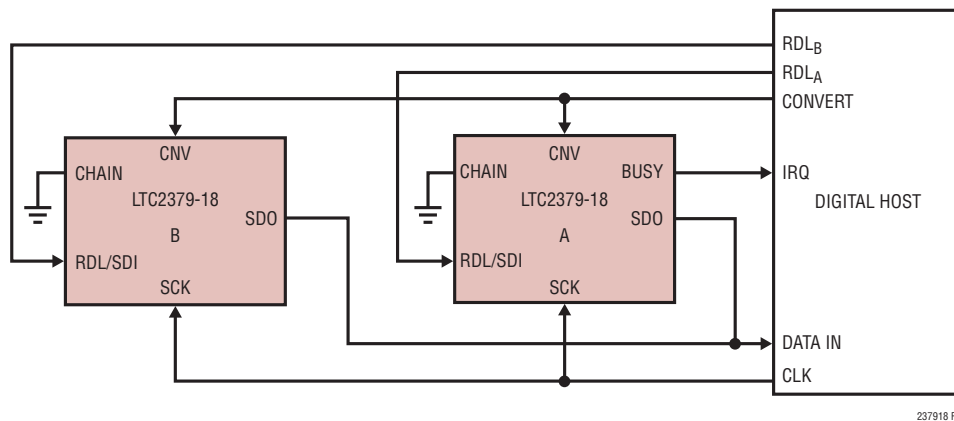 RDLB
RDLA
CONVERT
CNV
CHAIN
LTC2379-18
SDO
B
RDL/SDI
SCK
CNV
CHAIN
BUSY
LTC2379-18
SDO
A
RDL/SDI
SCK
IRQ
DIGITAL HOST
DATA IN
CLK
237918 F